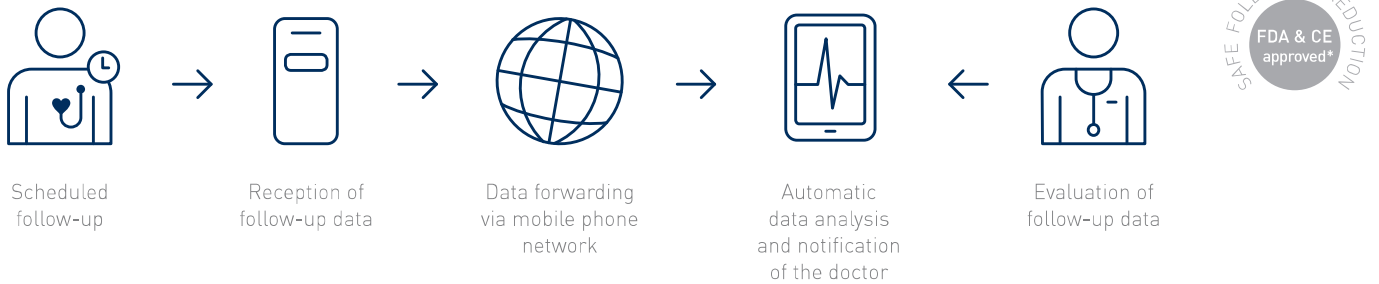 Scheduled
follow-up
Reception of
follow-up data
Data forwarding
via mobile phone
network
Automatic
data analysis
and notification
of the doctor
Evaluation of
follow-up data
SAFE
FDA & CE
approved*